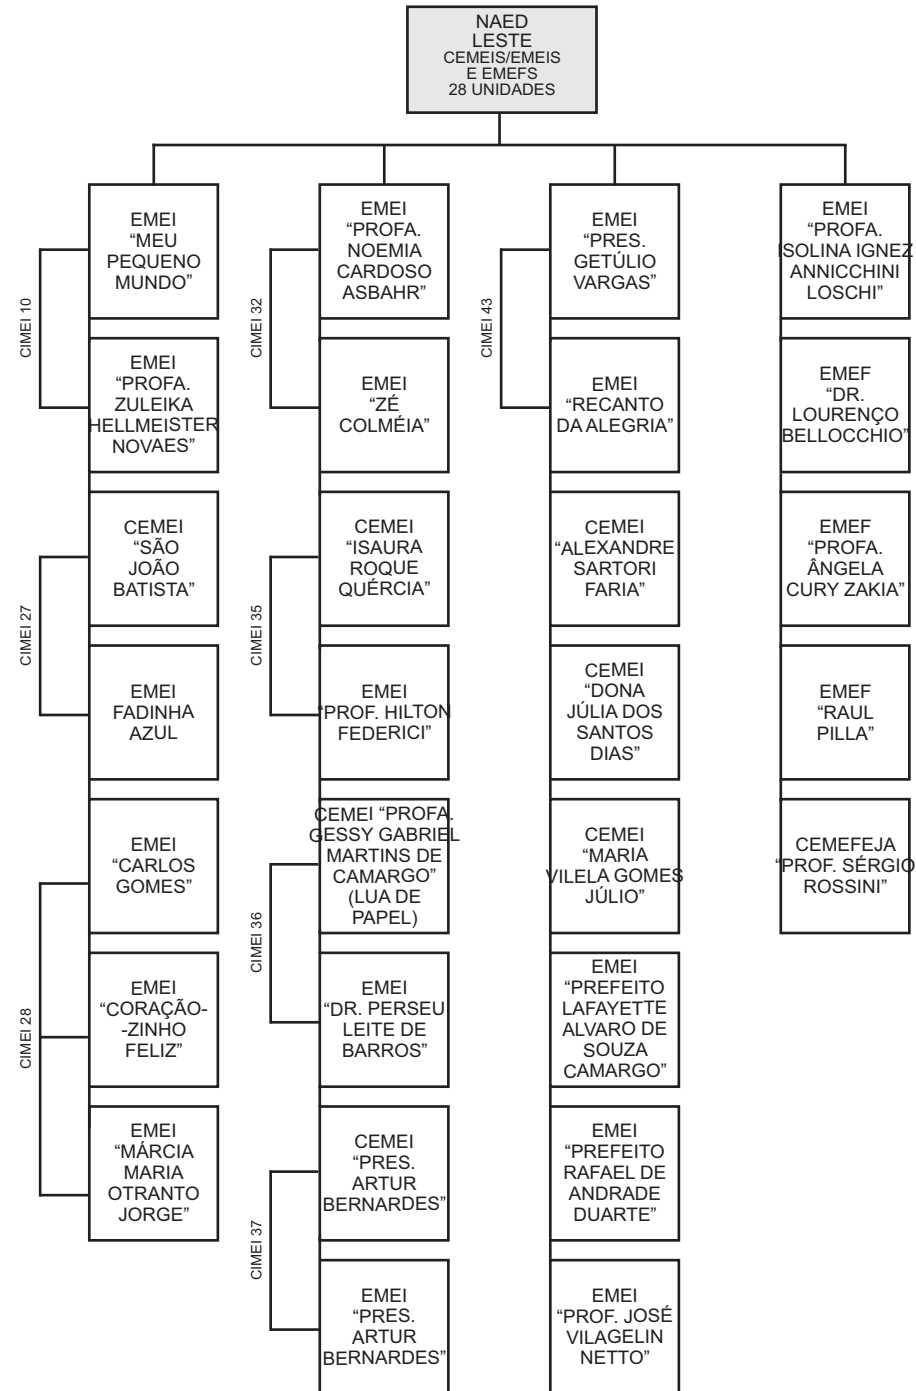 NAED
LESTE
CEMEIS/EMEIS
E EMEFS
28 UNIDADES
CIMEI 10
EMEI
“MEU
PEQUENO
MUNDO”
EMEI
“PROFA.
ZULEIKA
HELLMEISTER
NOVAES”
CIMEI 27
CEMEI
“SÃO
JOÃO
BATISTA”
EMEI
FADINHA
AZUL
CIMEI 28
EMEI
“CARLOS
GOMES”
EMEI
“CORAÇÃO-
-ZINHO
FELIZ”
EMEI
“MÁRCIA
MARIA
OTRANTO
JORGE”
CIMEI 32
EMEI
“PROFA.
NOEMIA
CARDOSO
ASBAHR”
EMEI
“ZÉ
COLMÉIA”
CIMEI 35
CEMEI
“ISAURA
ROQUE
QUÉRCIA”
EMEI
“PROF. HILTON
FEDERICI”
CIMEI 36
CEMEI “PROFA.
GESSY GABRIEL
MARTINS DE
CAMARGO”
(LUA DE
PAPEL)
EMEI
“DR. PERSEU
LEITE DE
BARROS”
CIMEI 37
CEMEI
“PRES.
ARTUR
BERNARDES”
EMEI
“PRES.
ARTUR
BERNARDES”
CIMEI 43
EMEI
“PRES.
GETÚLIO
VARGAS”
EMEI
“RECANTO
DA ALEGRIA”
CEMEI
“ALEXANDRE
SARTORI
FARIA”
CEMEI
“DONA
JÚLIA DOS
SANTOS
DIAS”
CEMEI
“MARIA
VILELA GOMES
JÚLIO”
EMEI
“PREFEITO
LAFAYETTE
ALVARO DE
SOUZA
CAMARGO”
EMEI
“PREFEITO
RAFAEL DE
ANDRADE
DUARTE”
EMEI
“PROF. JOSÉ
VILAGELIN
NETTO”
EMEI
“PROFA.
ISOLINA IGNEZ
ANNICCHINI
LOSCHI”
EMEF
“DR.
LOURENÇO
BELLOCCHIO”
EMEF
“PROFA.
ÂNGELA
CURY ZAKIA”
EMEF
“RAUL
PILLA”
CEMEFEJA
“PROF. SÉRGIO
ROSSINI”